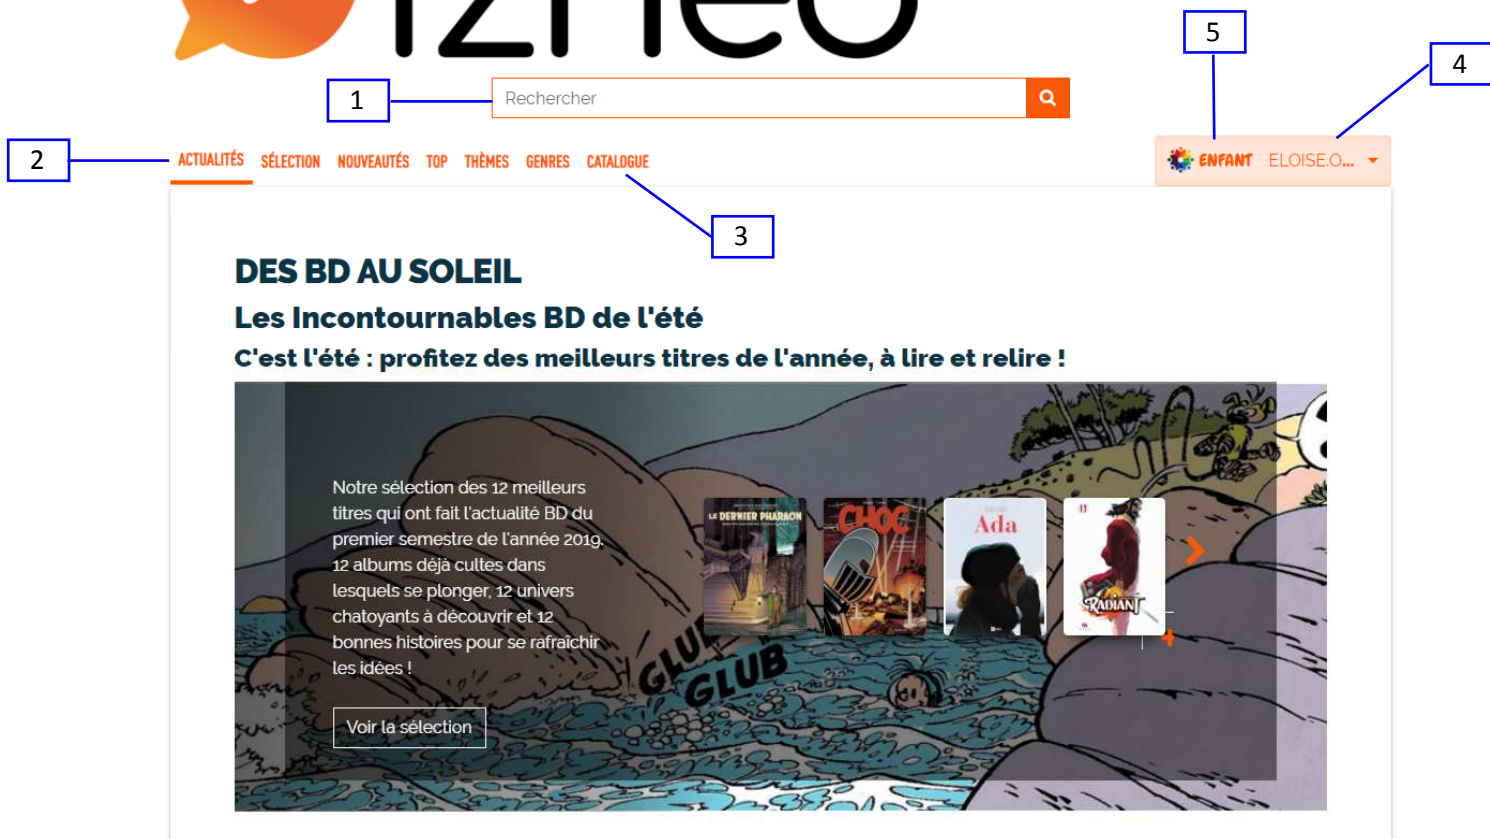 izneo
5
4
1
Rechercher
2
ACTUALITÉS SÉLECTION NOUVEAUTÉS TOP THÈMES GENRES CATALOGUE
ENFANT ELOISE.O...
3
DES BD AU SOLEIL
Les Incontournables BD de l'été
C'est l'été : profitez des meilleurs titres de l'année, à lire et relire !
Notre sélection des 12 meilleurs
titres qui ont fait l'actualité BD du
premier semestre de l'année 2019.
12 albums déjà cultes dans
lesquels se plonger, 12 univers
chatoyants à découvrir et 12
bonnes histoires pour se rafraîchir
les idées !
Voir la sélection
LE DERNIER PHARAON
CHOC
Ada
11
RADIANT
GLUB
GLUB